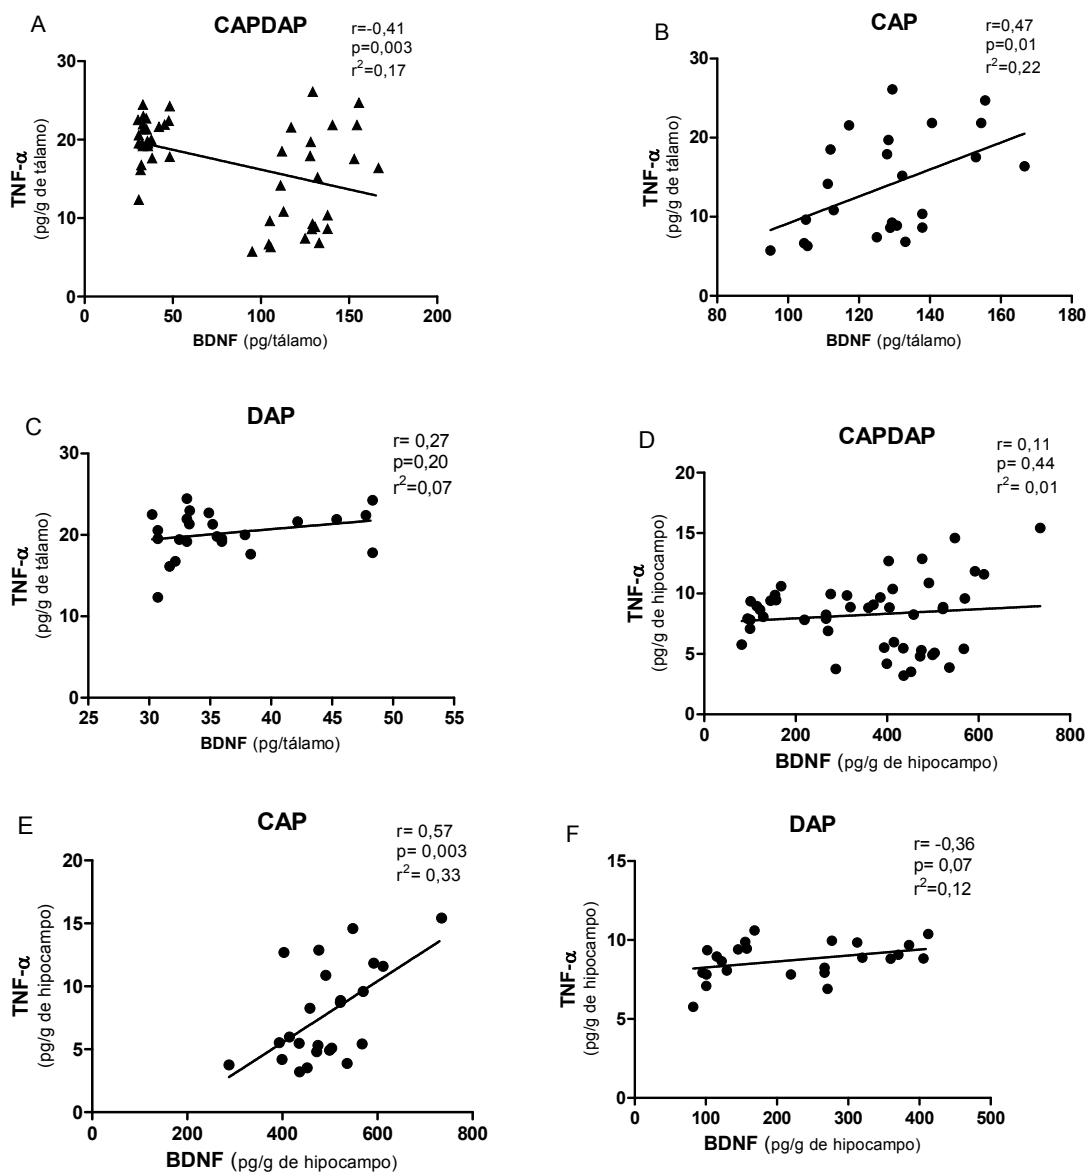 A
CAPDAP
r=-0,41
p=0,003
r²=0,17
30
20
10
0
TNF-α
(pg/g de tálamo)
0 50 100 150 200
BDNF (pg/tálamo)
B
CAP
r=0,47
p=0,01
r²=0,22
30
20
10
0
TNF-α
(pg/g de tálamo)
80 100 120 140 160 180
BDNF (pg/tálamo)
C
DAP
r= 0,27
p=0,20
r²=0,07
30
20
10
0
TNF-α
(pg/g de tálamo)
25 30 35 40 45 50 55
BDNF (pg/tálamo)
D
CAPDAP
r= 0,11
p= 0,44
r²= 0,01
20
15
10
5
0
TNF-α
(pg/g de hipocampo)
0 200 400 600 800
BDNF (pg/g de hipocampo)
E
CAP
r= 0,57
p= 0,003
r²= 0,33
20
15
10
5
0
TNF-α
(pg/g de hipocampo)
0 200 400 600 800
BDNF (pg/g de hipocampo)
F
DAP
r= -0,36
p= 0,07
r²=0,12
15
10
5
0
TNF-α
(pg/g de hipocampo)
0 100 200 300 400 500
BDNF (pg/g de hipocampo)